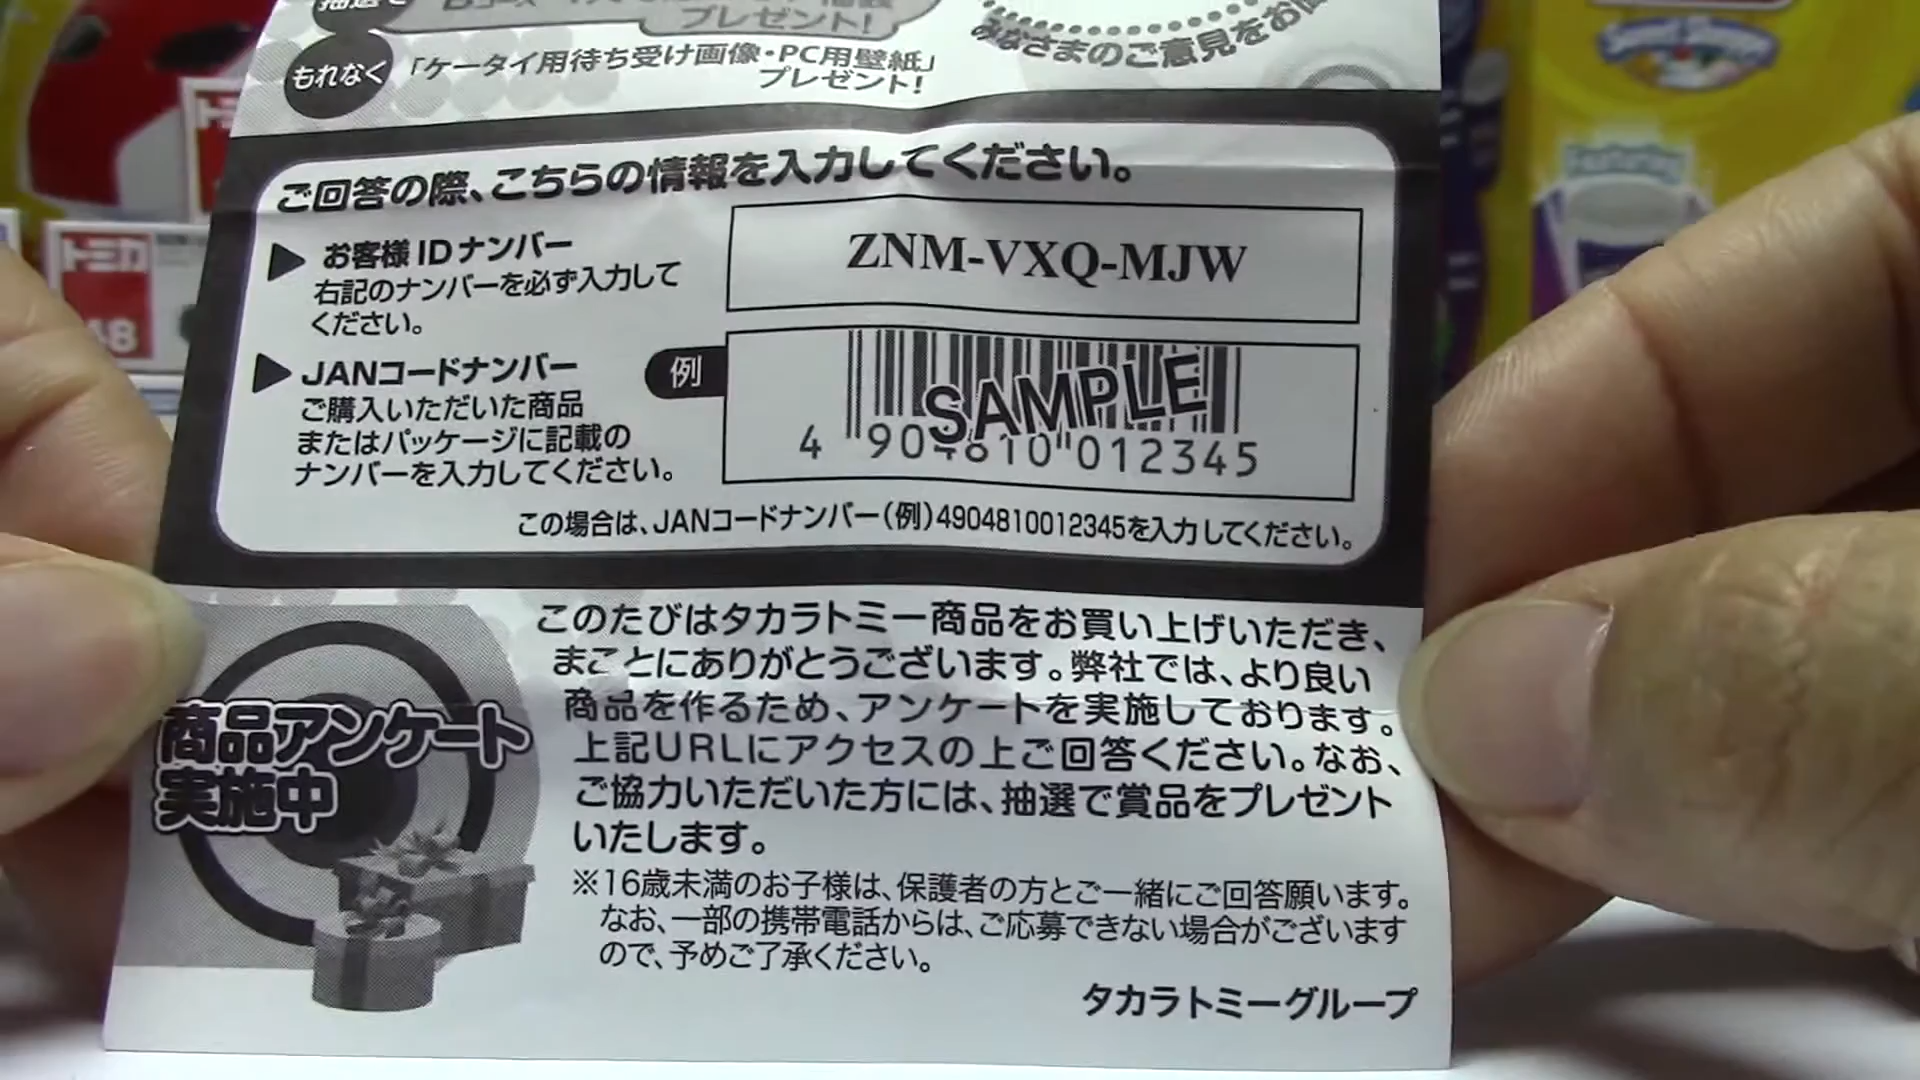 プレゼント!
みなさまのご意見をお
もれなく
「ケータイ用待ち受け画像・PC用壁紙」
プレゼント!
ご回答の際、こちらの情報を入力してください。
▶お客様IDナンバー
右記のナンバーを必ず入力して
ください。
ZNM-VXQ-MJW
▶JANコードナンバー
ご購入いただいた商品
またはパッケージに記載の
ナンバーを入力してください。
例
SAMPLE
4 904810 012345
この場合は、JANコードナンバー(例)4904810012345を入力してください。
商品アンケート
実施中
このたびはタカラトミー商品をお買い上げいただき、
まことにありがとうございます。弊社では、より良い
商品を作るため、アンケートを実施しております。
上記URLにアクセスの上ご回答ください。なお、
ご協力いただいた方には、抽選で賞品をプレゼント
いたします。
※16歳未満のお子様は、保護者の方とご一緒にご回答願います。
なお、一部の携帯電話からは、ご応募できない場合がございます
ので、予めご了承ください。
タカラトミーグループ
トミカ